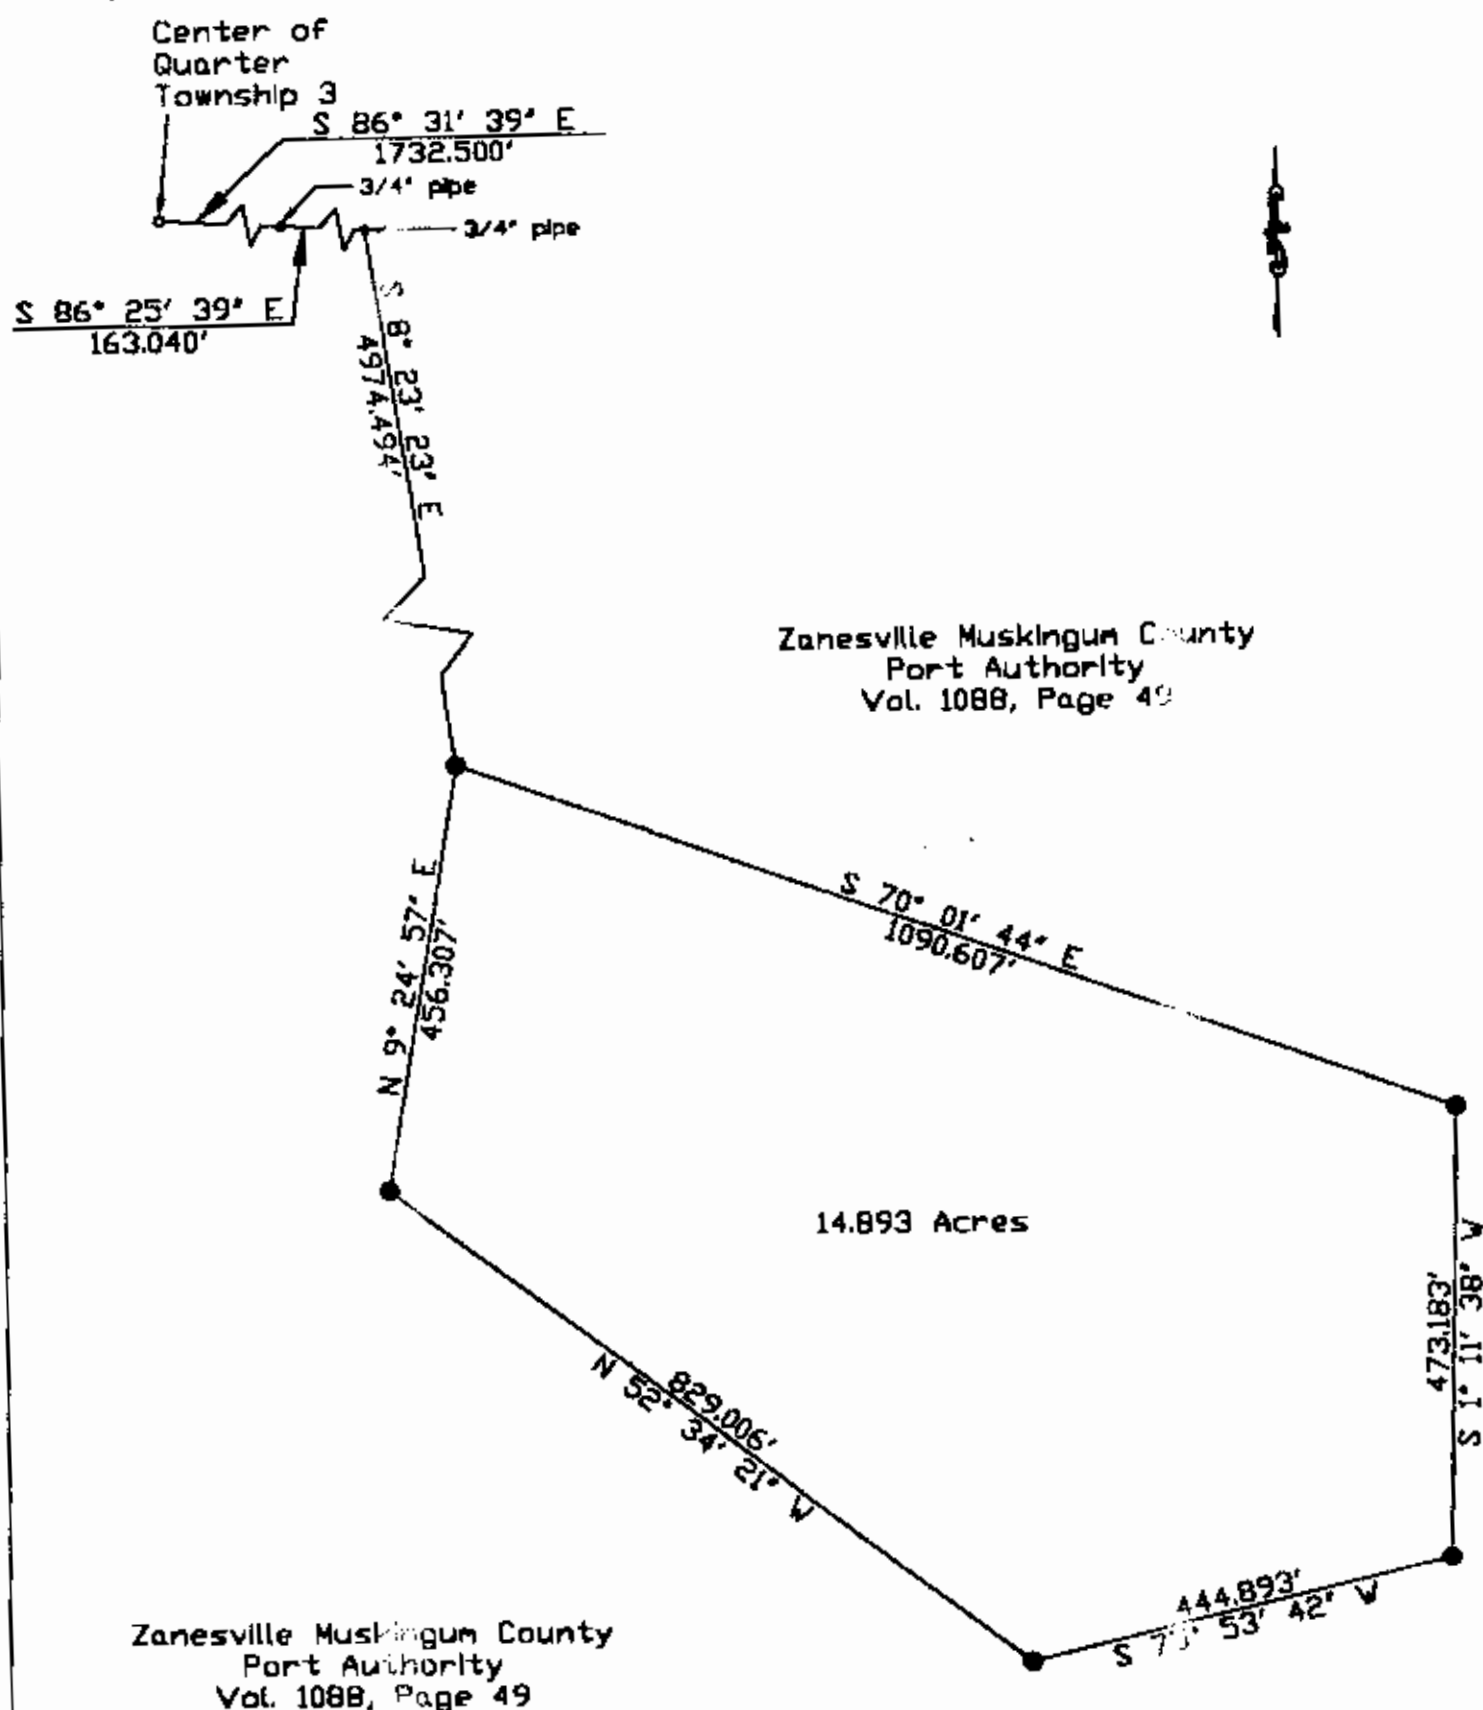 Center of
Quarter
Township 3
S 86° 31' 39" E
1732.500'
3/4" pipe
3/4" pipe
S 86° 25' 39" E
163.040'
S 8° 23' 23" E
4974.494'
Zanesville Muskingum County
Port Authority
Vol. 1088, Page 49
S 70° 01' 44" E
1090.607'
N 9° 24' 57" E
456.307'
14.893 Acres
473.183'
S 1° 11' 38" W
829.006'
N 52° 34' 21" W
444.893'
S 53' 42" W
Zanesville Muskingum County
Port Authority
Vol. 1088, Page 49